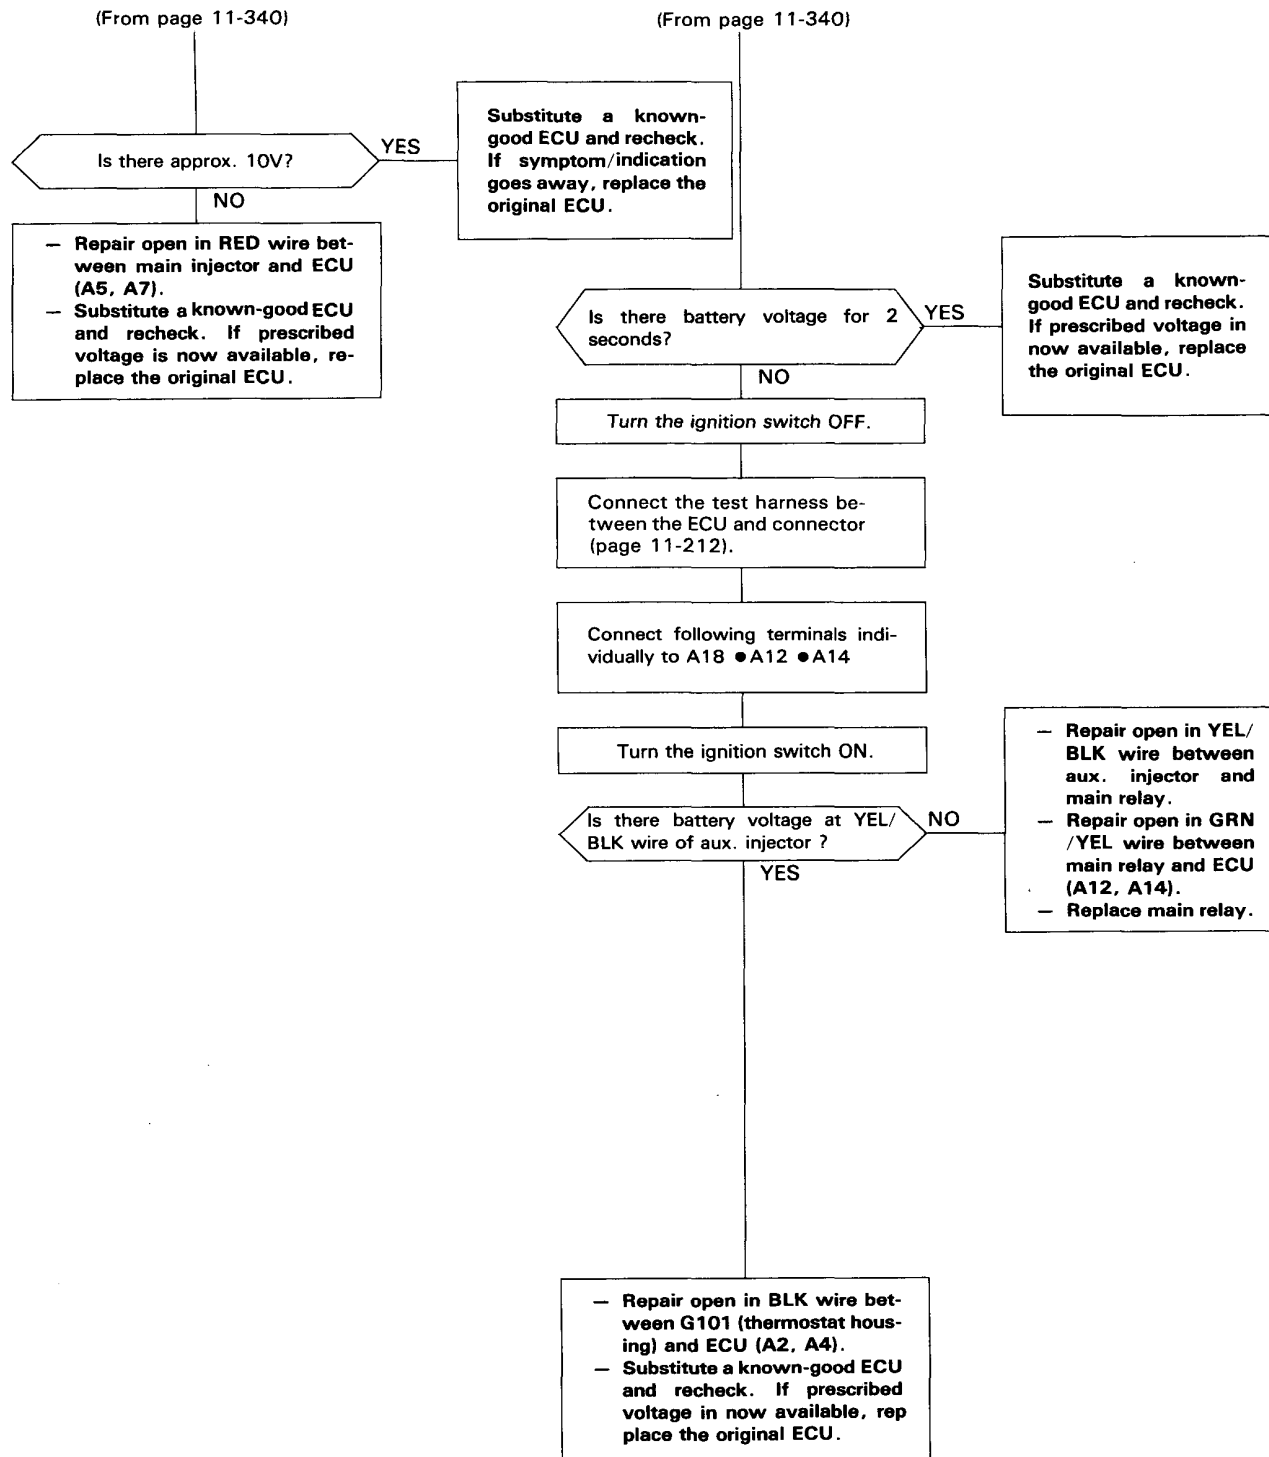 (From page 11-340)
(From page 11-340)
Is there approx. 10V?
YES
NO
Substitute a known-
good ECU and recheck.
If symptom/indication
goes away, replace the
original ECU.
— Repair open in RED wire bet-
ween main injector and ECU
(A5, A7).
— Substitute a known-good ECU
and recheck. If prescribed
voltage is now available, re-
place the original ECU.
Is there battery voltage for 2
seconds?
YES
NO
Substitute a known-
good ECU and recheck.
If prescribed voltage in
now available, replace
the original ECU.
Turn the ignition switch OFF.
Connect the test harness be-
tween the ECU and connector
(page 11-212).
Connect following terminals indi-
vidually to A18 ●A12 ●A14
Turn the ignition switch ON.
Is there battery voltage at YEL/
BLK wire of aux. injector ?
NO
YES
— Repair open in YEL/
BLK wire between
aux. injector and
main relay.
— Repair open in GRN
/YEL wire between
main relay and ECU
(A12, A14).
— Replace main relay.
— Repair open in BLK wire bet-
ween G101 (thermostat hous-
ing) and ECU (A2, A4).
— Substitute a known-good ECU
and recheck. If prescribed
voltage in now available, rep
place the original ECU.